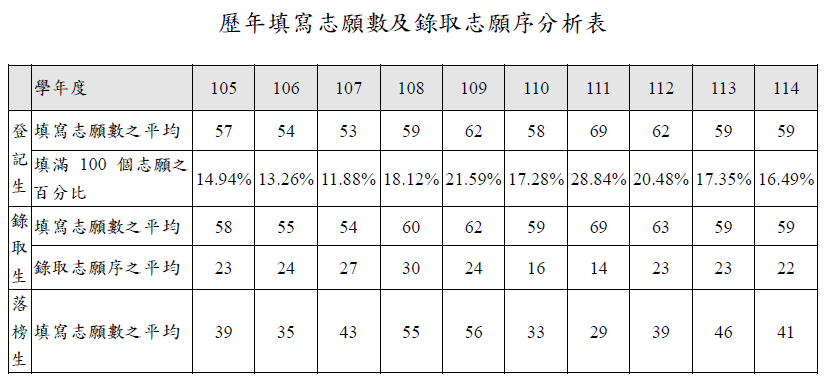 歷年填寫志願數及錄取志願序分析表
學年度 105 106 107 108 109 110 111 112 113 114
登記生
填寫志願數之平均 57 54 53 59 62 58 69 62 59 59
填滿 100 個志願之百分比 14.94% 13.26% 11.88% 18.12% 21.59% 17.28% 28.84% 20.48% 17.35% 16.49%
錄取生
填寫志願數之平均 58 55 54 60 62 59 69 63 59 59
錄取志願序之平均 23 24 27 30 24 16 14 23 23 22
落榜生
填寫志願數之平均 39 35 43 55 56 33 29 39 46 41